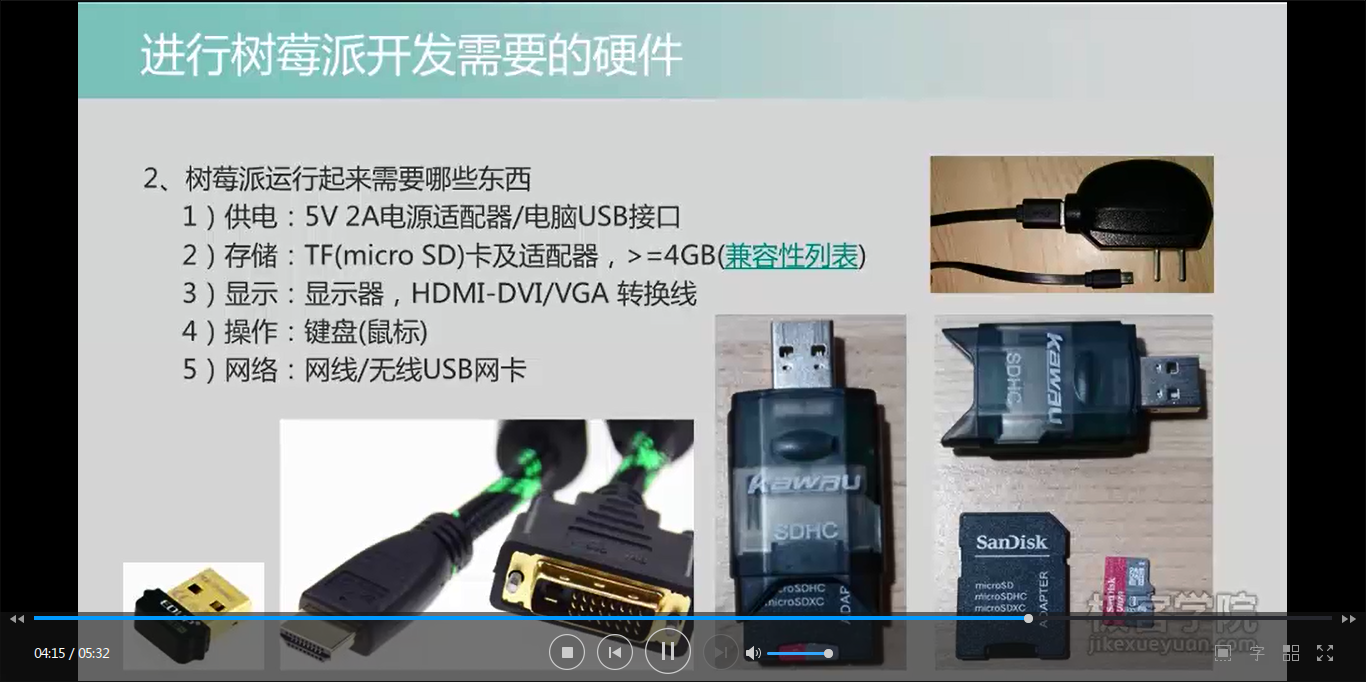 进行树莓派开发需要的硬件
2、树莓派运行起来需要哪些东西
1）供电：5V 2A电源适配器/电脑USB接口
2）存储：TF(micro SD)卡及适配器，>=4GB(兼容性列表)
3）显示：显示器，HDMI-DVI/VGA 转换线
4）操作：键盘(鼠标)
5）网络：网线/无线USB网卡
SDHC
kawau
kawau
SDHC
microSDHC
microSDXC
SanDisk
microSD
microSDHC
microSDXC
ADAPTER
SanDisk
极客学院
jikexueyuan.com
04:15 / 05:32
字